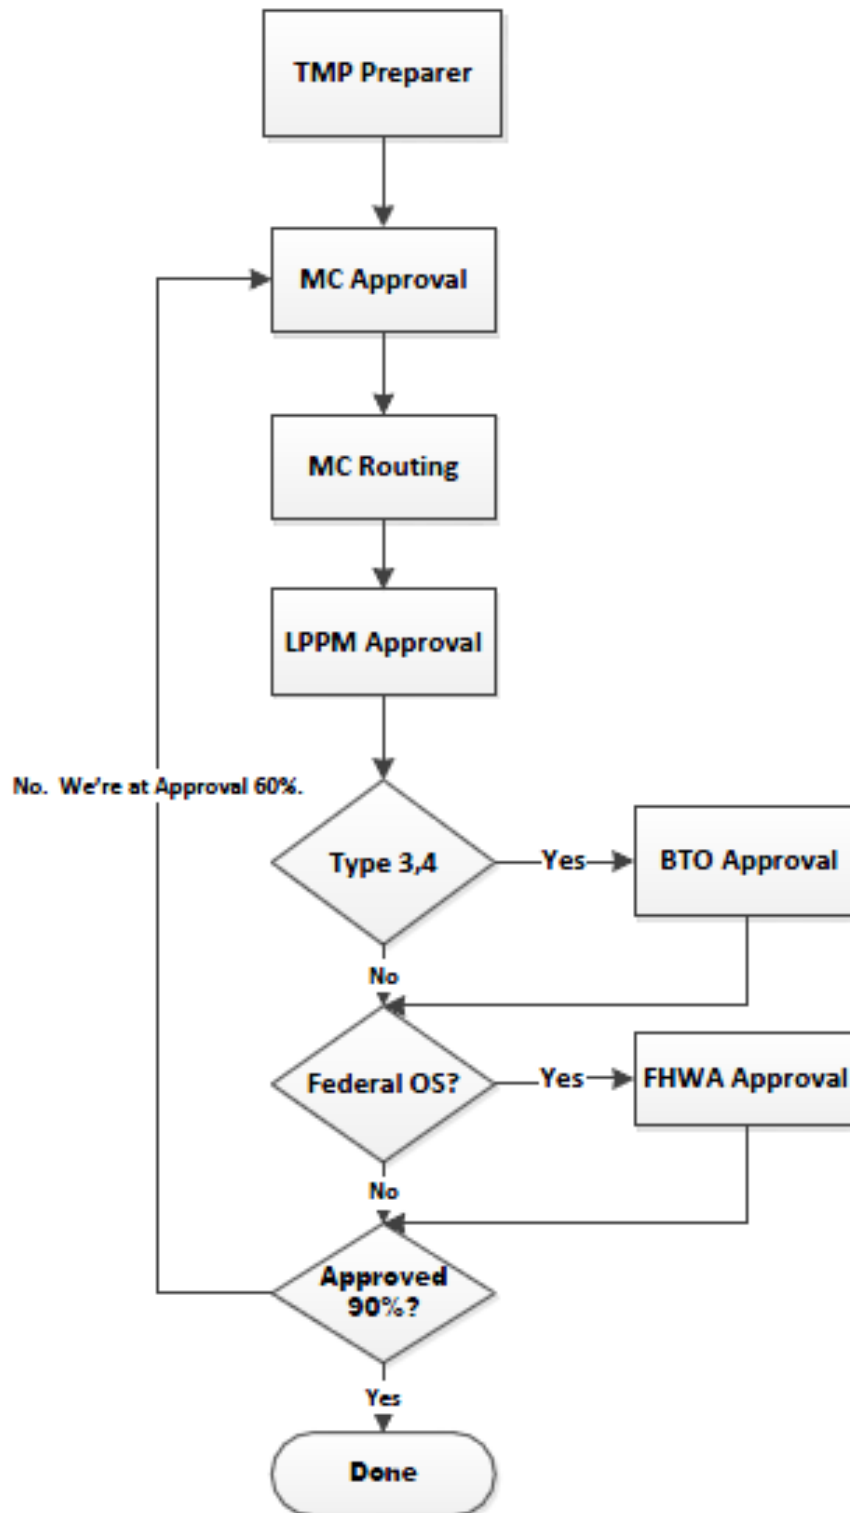 TMP Preparer
MC Approval
MC Routing
LPPM Approval
No.  We're at Approval 60%.
Type 3,4
Yes
BTO Approval
No
Federal OS?
Yes
FHWA Approval
No
Approved
90%?
Yes
Done